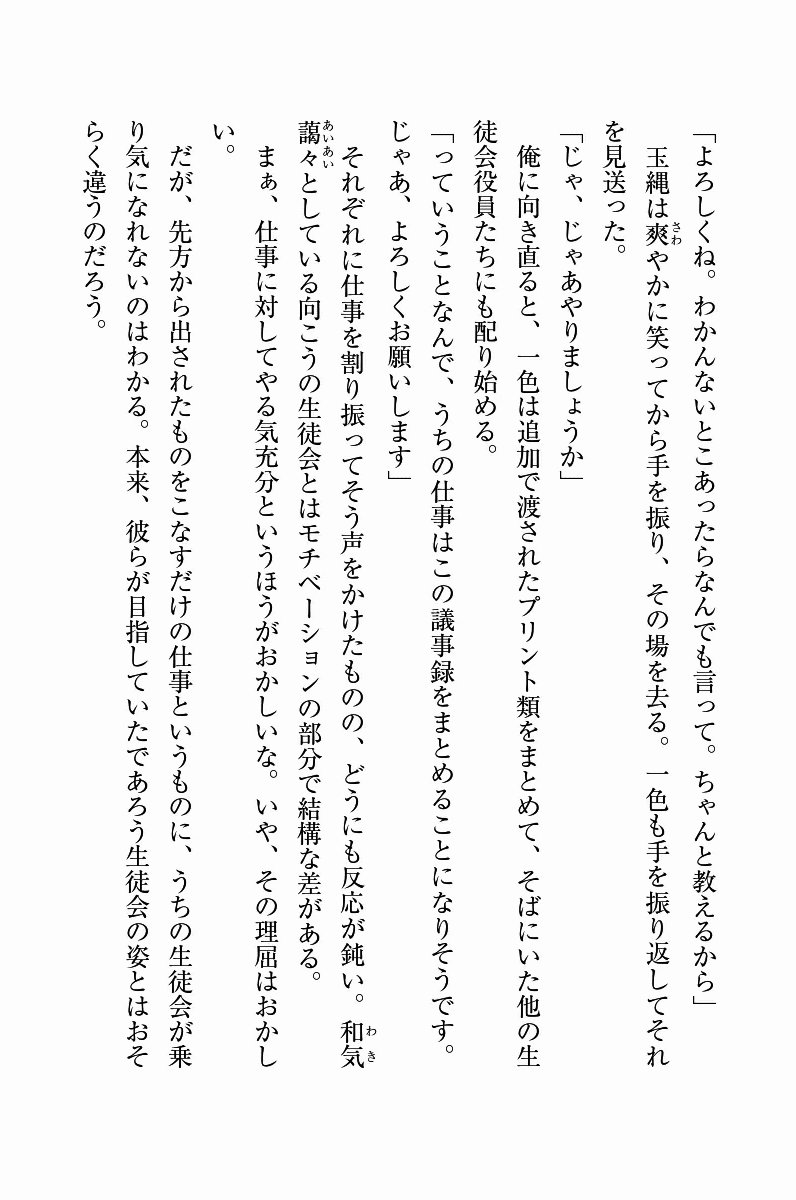 「よろしくね。わかんないとこあったらなんでも言って。ちゃんと教えるから」
玉縄は爽やかに笑ってから手を振り、その場を去る。一色も手を振り返してそれ
を見送った。
「じゃ、じゃあやりましょうか」
俺に向き直ると、一色は追加で渡されたプリント類をまとめて、そばにいた他の生
徒会役員たちにも配り始める。
「っていうことなんで、うちの仕事はこの議事録をまとめることになりそうです。
じゃあ、よろしくお願いします」
それぞれに仕事を割り振ってそう声をかけたものの、どうにも反応が鈍い。和気
藹々としている向こうの生徒会とはモチベーションの部分で結構な差がある。
まぁ、仕事に対してやる気充分というほうがおかしいな。いや、その理屈はおかし
い。
だが、先方から出されたものをこなすだけの仕事というものに、うちの生徒会が乗
り気になれないのはわかる。本来、彼らが目指していたであろう生徒会の姿とはおそ
らく違うのだろう。